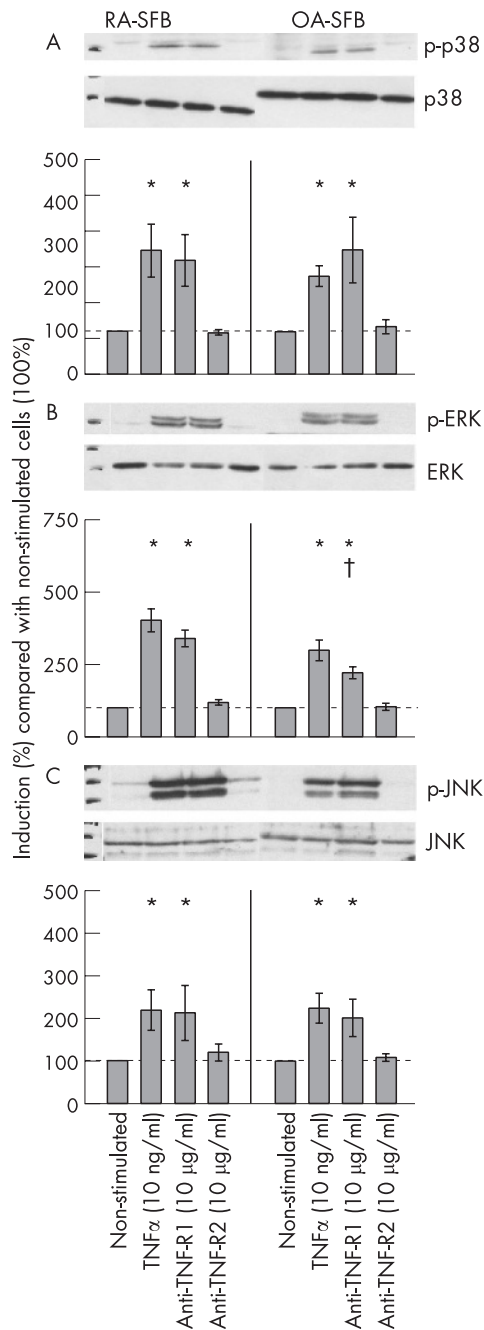 RA-SFB OA-SFB
A
p-p38
p38
500
400
300
200
100
0
* * * *
B
p-ERK
ERK
750
500
250
0
* * * *
†
C
p-JNK
JNK
500
400
300
200
100
0
* * * *
Induction (%) compared with non-stimulated cells (100%)
Non-stimulated
TNFα (10 ng/ml)
Anti-TNF-R1 (10 µg/ml)
Anti-TNF-R2 (10 µg/ml)
Non-stimulated
TNFα (10 ng/ml)
Anti-TNF-R1 (10 µg/ml)
Anti-TNF-R2 (10 µg/ml)